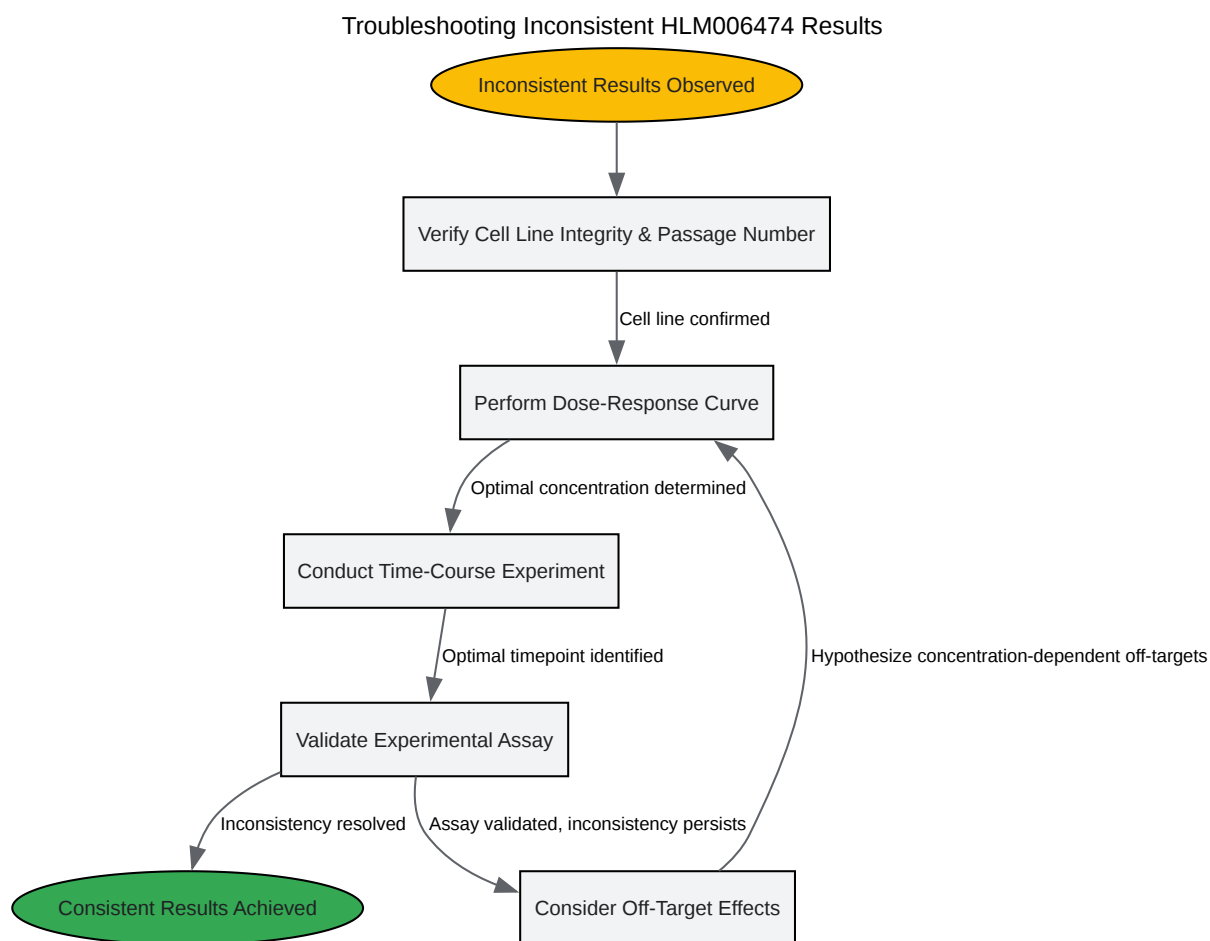 Troubleshooting Inconsistent HLM006474 Results
Inconsistent Results Observed
Verify Cell Line Integrity & Passage Number
Cell line confirmed
Perform Dose-Response Curve
Optimal concentration determined
Conduct Time-Course Experiment
Optimal timepoint identified
Hypothesize concentration-dependent off-targets
Validate Experimental Assay
Inconsistency resolved
Assay validated, inconsistency persists
Consistent Results Achieved
Consider Off-Target Effects